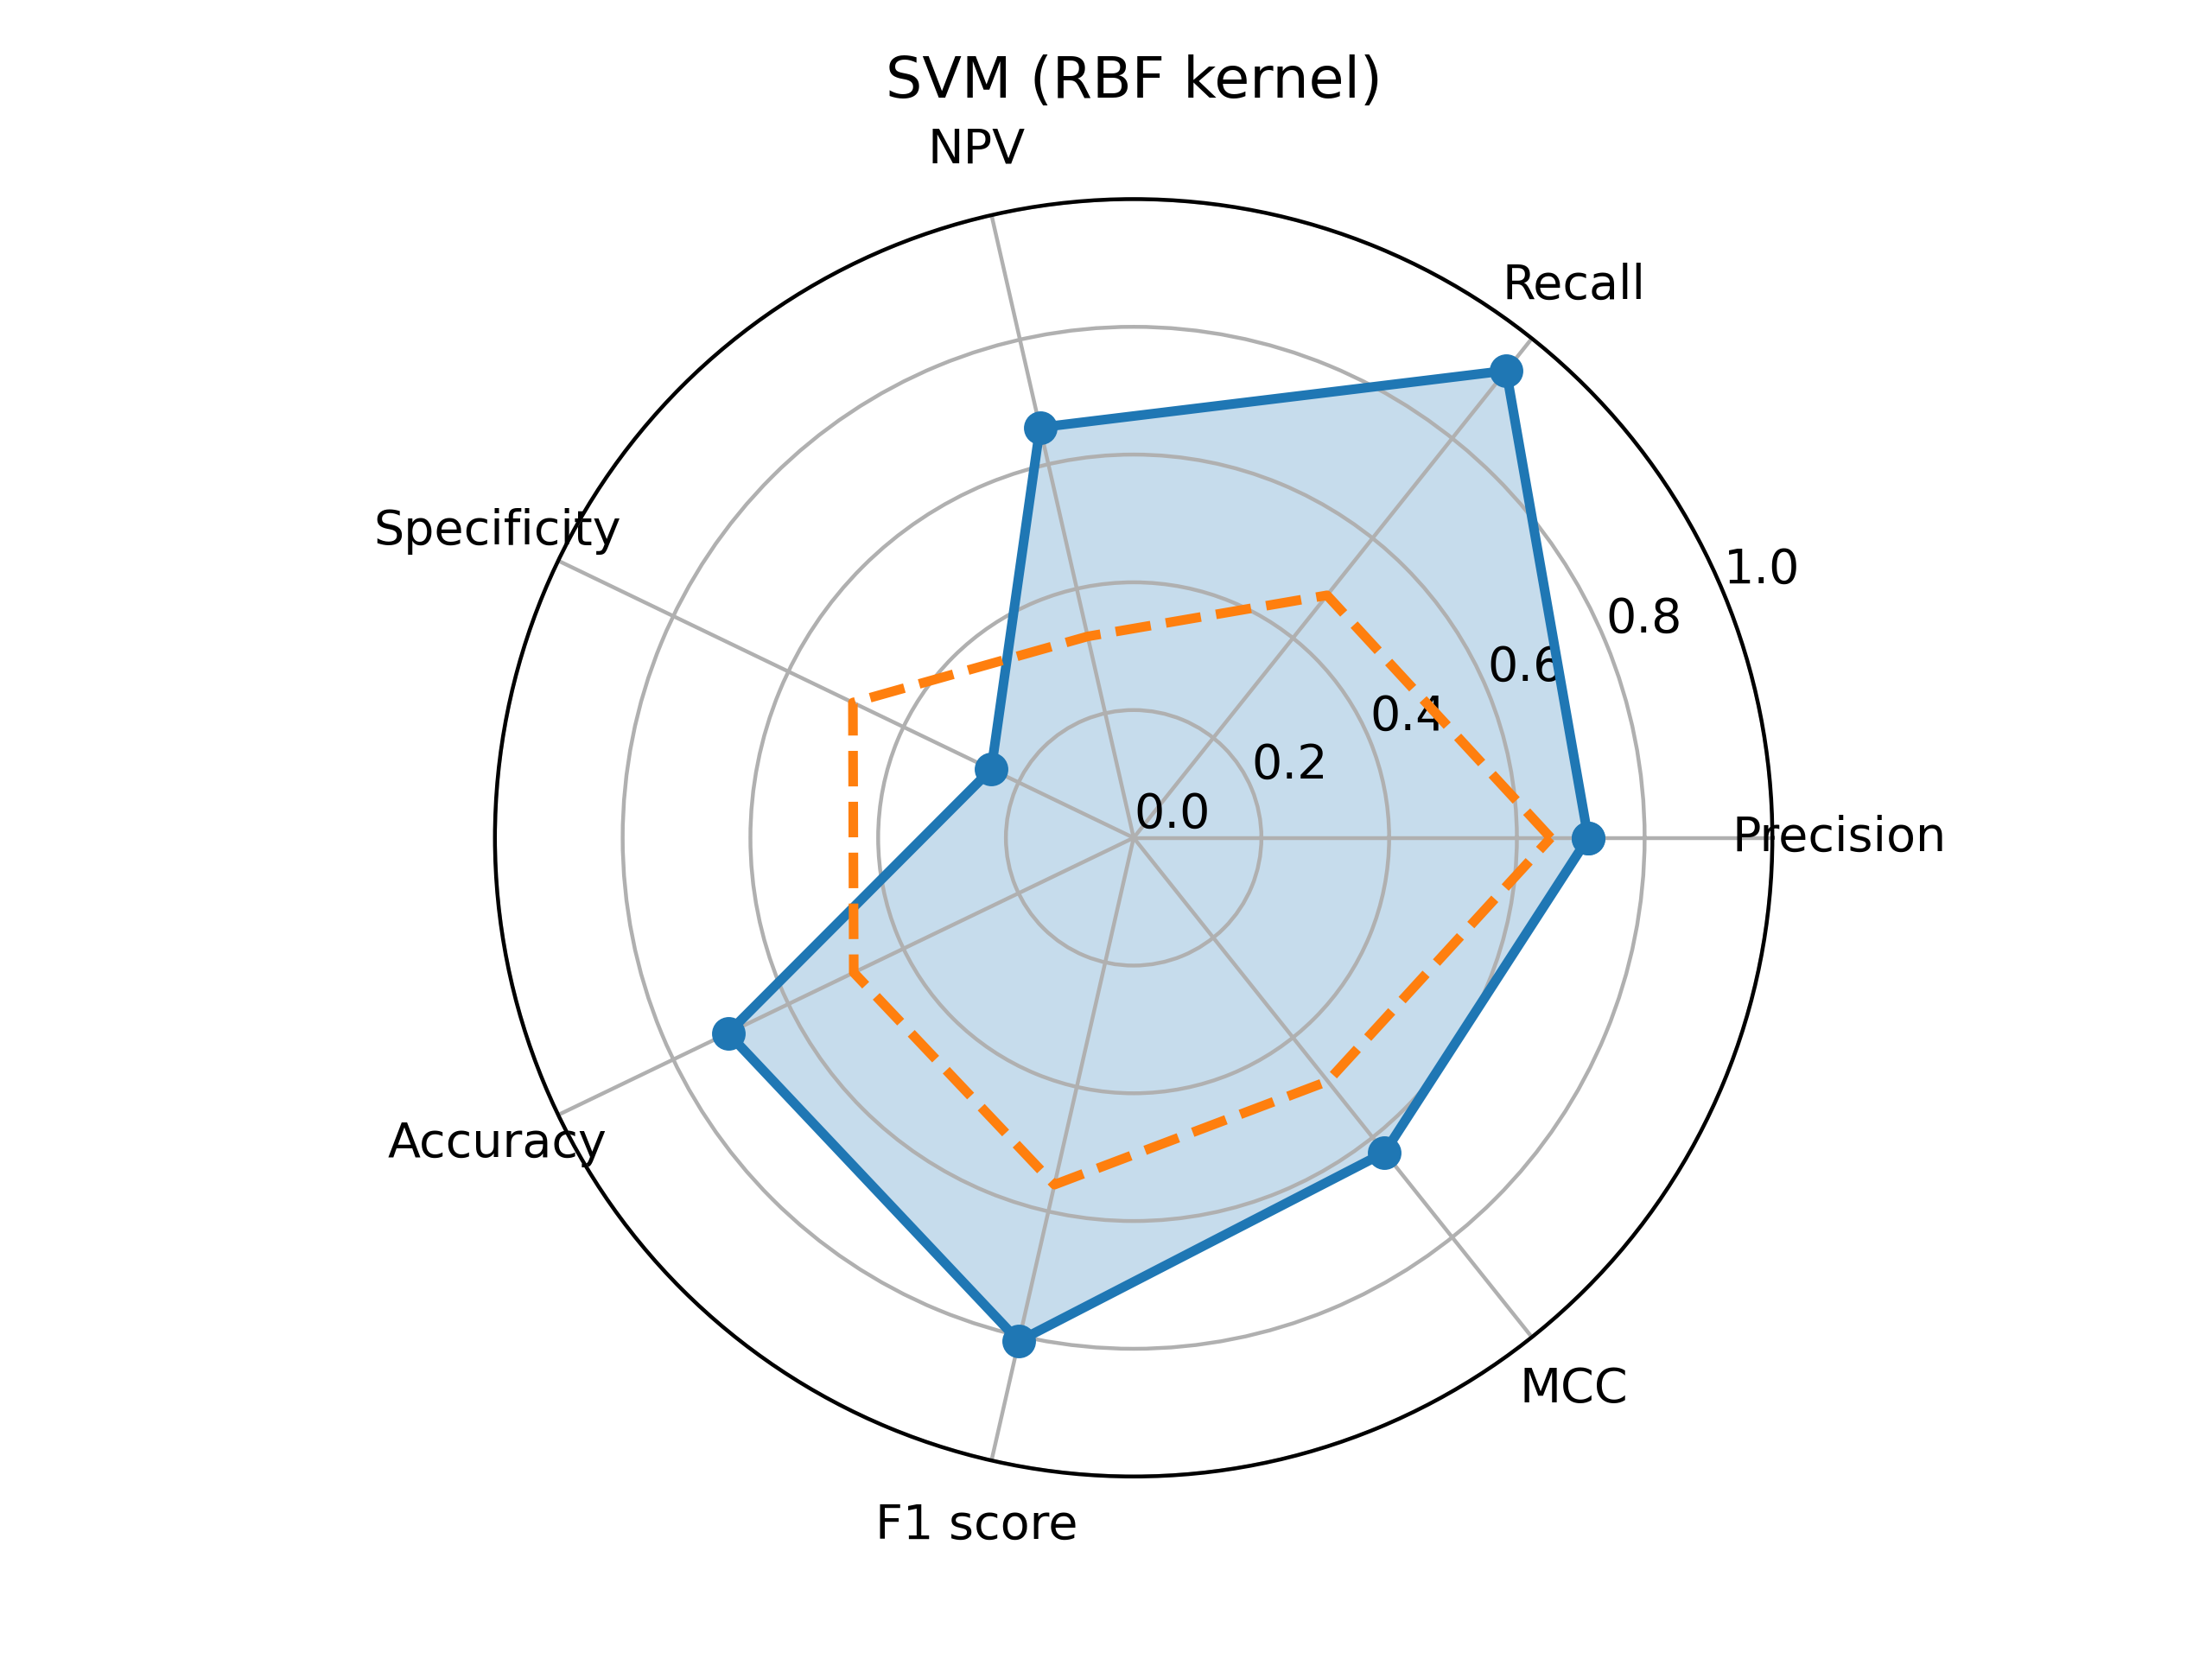 SVM (RBF kernel)
NPV
Recall
Specificity
1.0
0.8
0.6
0.4
0.2
0.0
Precision
Accuracy
MCC
F1 score